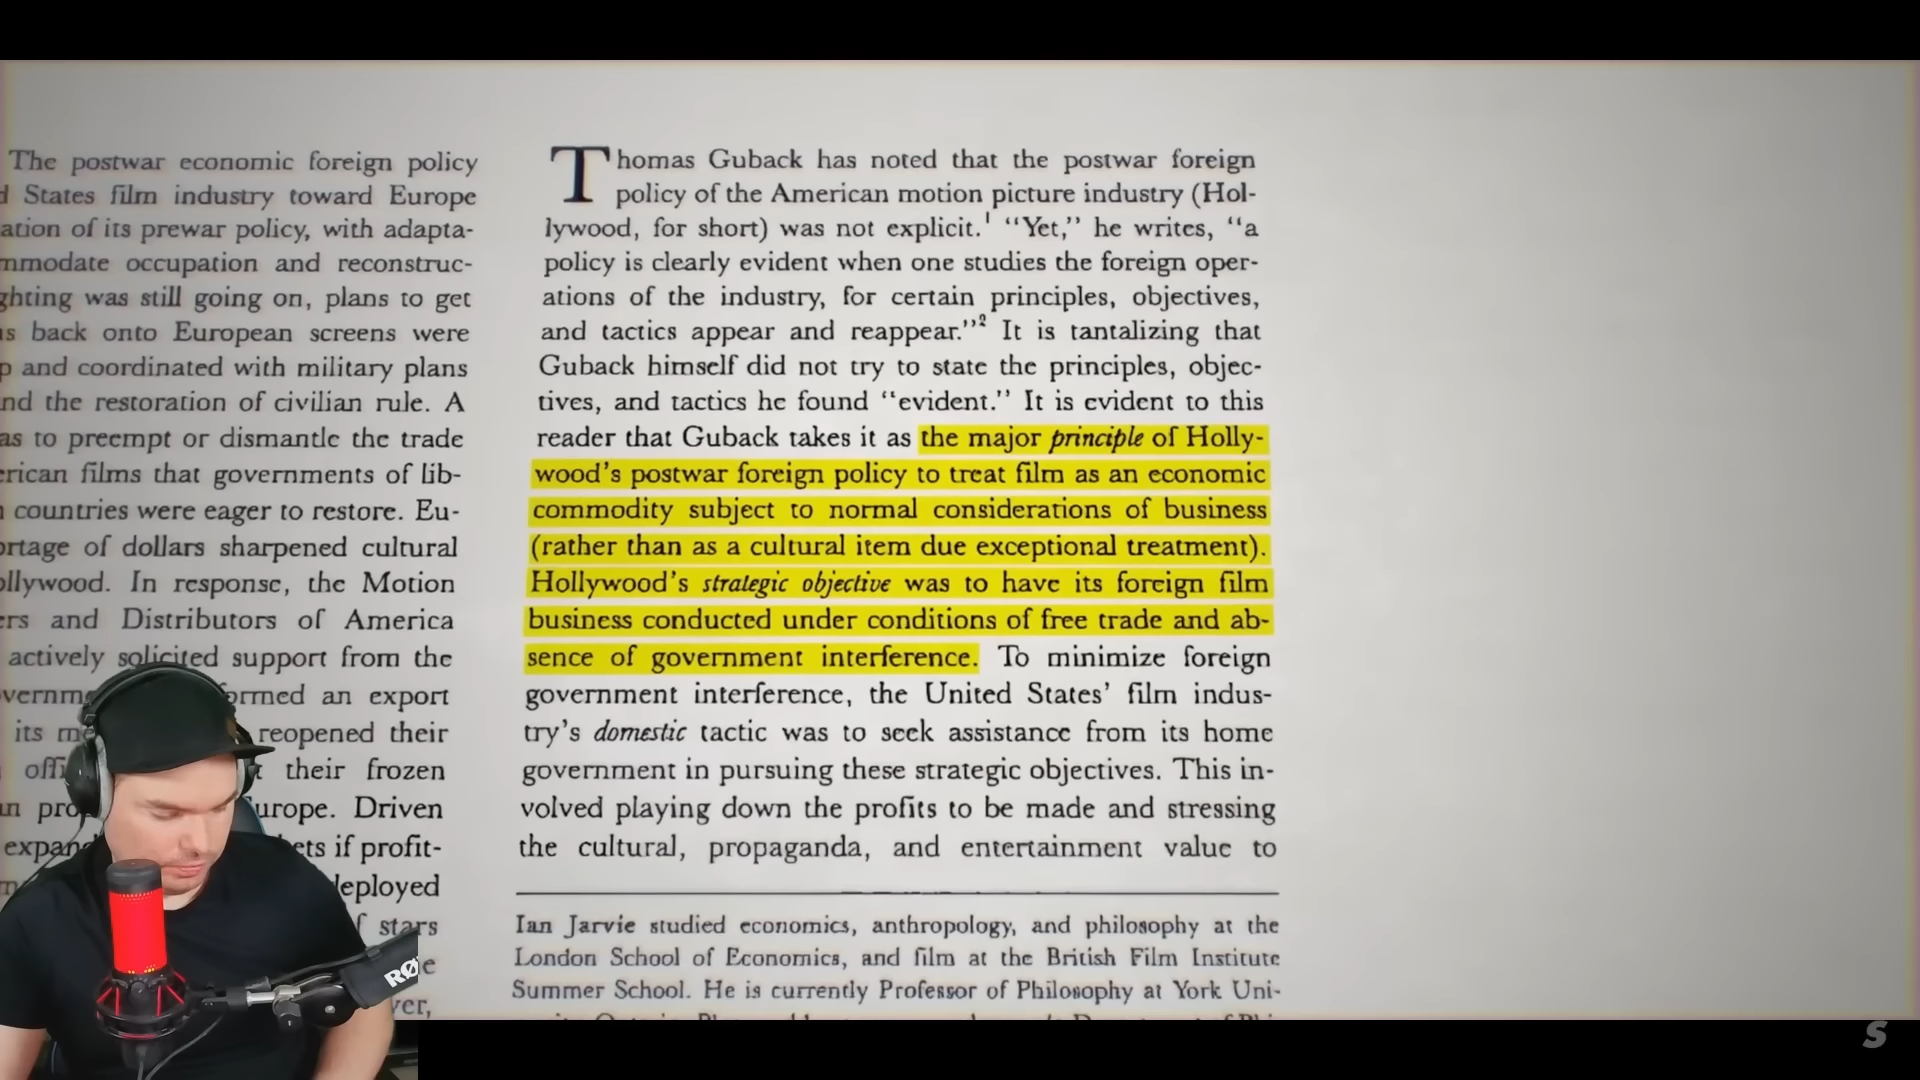 The postwar economic foreign policy
States film industry toward Europe
of its prewar policy, with adapta-
occupation and reconstruc-
was still going on, plans to get
back onto European screens were
and coordinated with military plans
the restoration of civilian rule. A
to preempt or dismantle the trade
films that governments of lib-
countries were eager to restore. Eu-
of dollars sharpened cultural
In response, the Motion
and Distributors of America
actively solicited support from the
an export
its reopened their
their frozen
Europe. Driven
if profit-
deployed
stars
Thomas Guback has noted that the postwar foreign
policy of the American motion picture industry (Hol-
lywood, for short) was not explicit.¹ “Yet,” he writes, “a
policy is clearly evident when one studies the foreign oper-
ations of the industry, for certain principles, objectives,
and tactics appear and reappear.”² It is tantalizing that
Guback himself did not try to state the principles, objec-
tives, and tactics he found “evident.” It is evident to this
reader that Guback takes it as the major principle of Holly-
wood’s postwar foreign policy to treat film as an economic
commodity subject to normal considerations of business
(rather than as a cultural item due exceptional treatment).
Hollywood’s strategic objective was to have its foreign film
business conducted under conditions of free trade and ab-
sence of government interference. To minimize foreign
government interference, the United States’ film indus-
try’s domestic tactic was to seek assistance from its home
government in pursuing these strategic objectives. This in-
volved playing down the profits to be made and stressing
the cultural, propaganda, and entertainment value to
Ian Jarvie studied economics, anthropology, and philosophy at the
London School of Economics, and film at the British Film Institute
Summer School. He is currently Professor of Philosophy at York Uni-
RØ
S